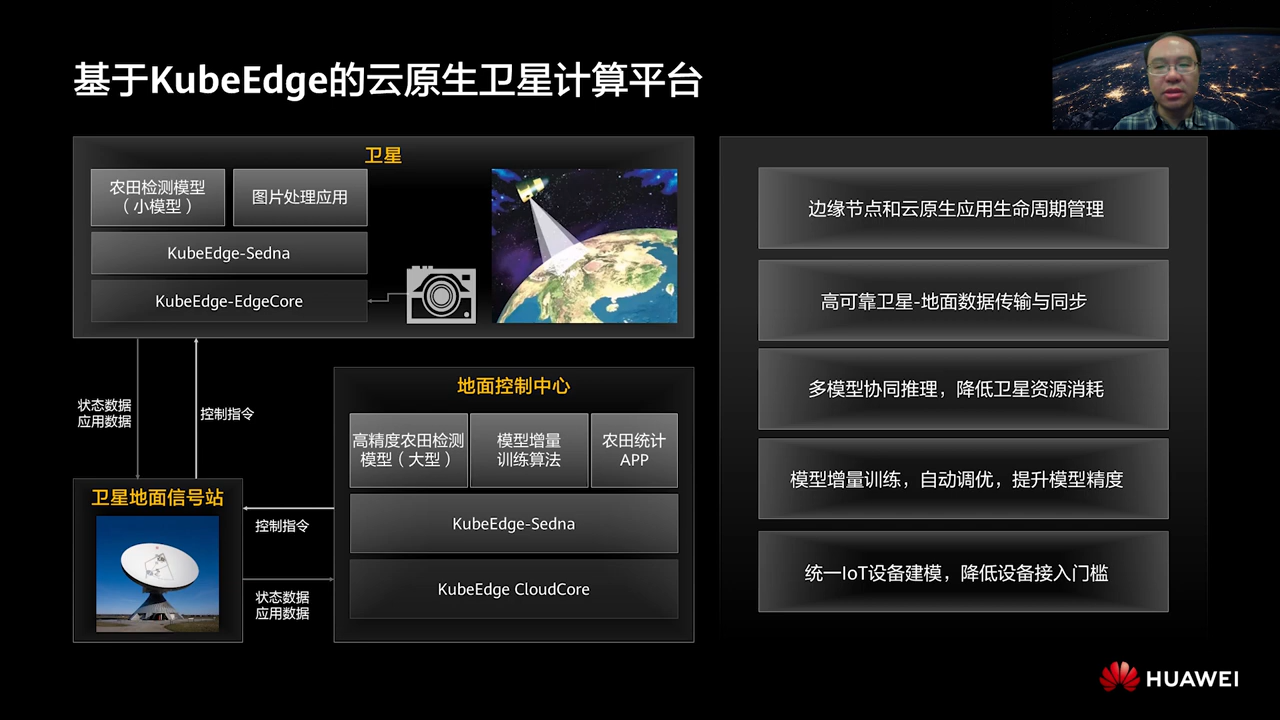 基于KubeEdge的云原生卫星计算平台
卫星
农田检测模型
（小模型）
图片处理应用
KubeEdge-Sedna
KubeEdge-EdgeCore
状态数据
应用数据
控制指令
卫星地面信号站
控制指令
状态数据
应用数据
地面控制中心
高精度农田检测
模型（大型）
模型增量
训练算法
农田统计
APP
KubeEdge-Sedna
KubeEdge CloudCore
边缘节点和云原生应用生命周期管理
高可靠卫星-地面数据传输与同步
多模型协同推理，降低卫星资源消耗
模型增量训练，自动调优，提升模型精度
统一IoT设备建模，降低设备接入门槛
HUAWEI